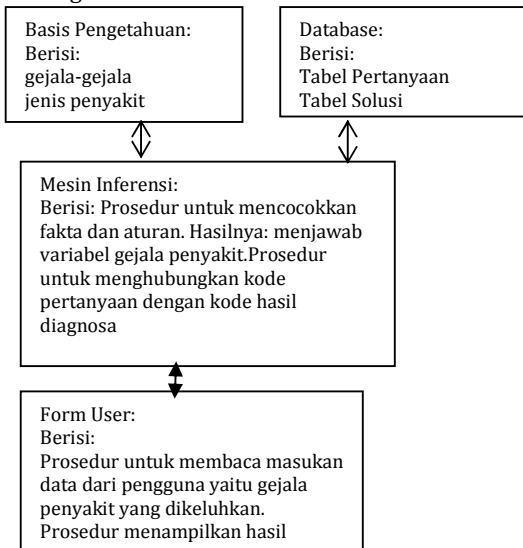 Basis Pengetahuan:
Berisi:
gejala-gejala
jenis penyakit
Database:
Berisi:
Tabel Pertanyaan
Tabel Solusi
Mesin Inferensi:
Berisi: Prosedur untuk mencocokkan
fakta dan aturan. Hasilnya: menjawab
variabel gejala penyakit.Prosedur
untuk menghubungkan kode
pertanyaan dengan kode hasil
diagnosa
Form User:
Berisi:
Prosedur untuk membaca masukan
data dari pengguna yaitu gejala
penyakit yang dikeluhkan.
Prosedur menampilkan hasil